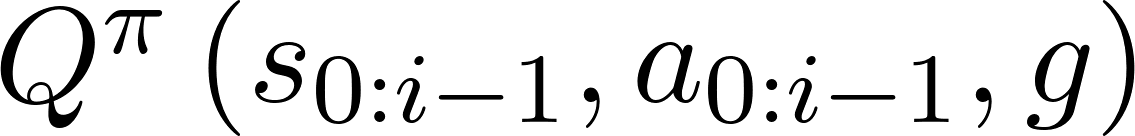 Q^π (s_{0:i−1}, a_{0:i−1}, g)